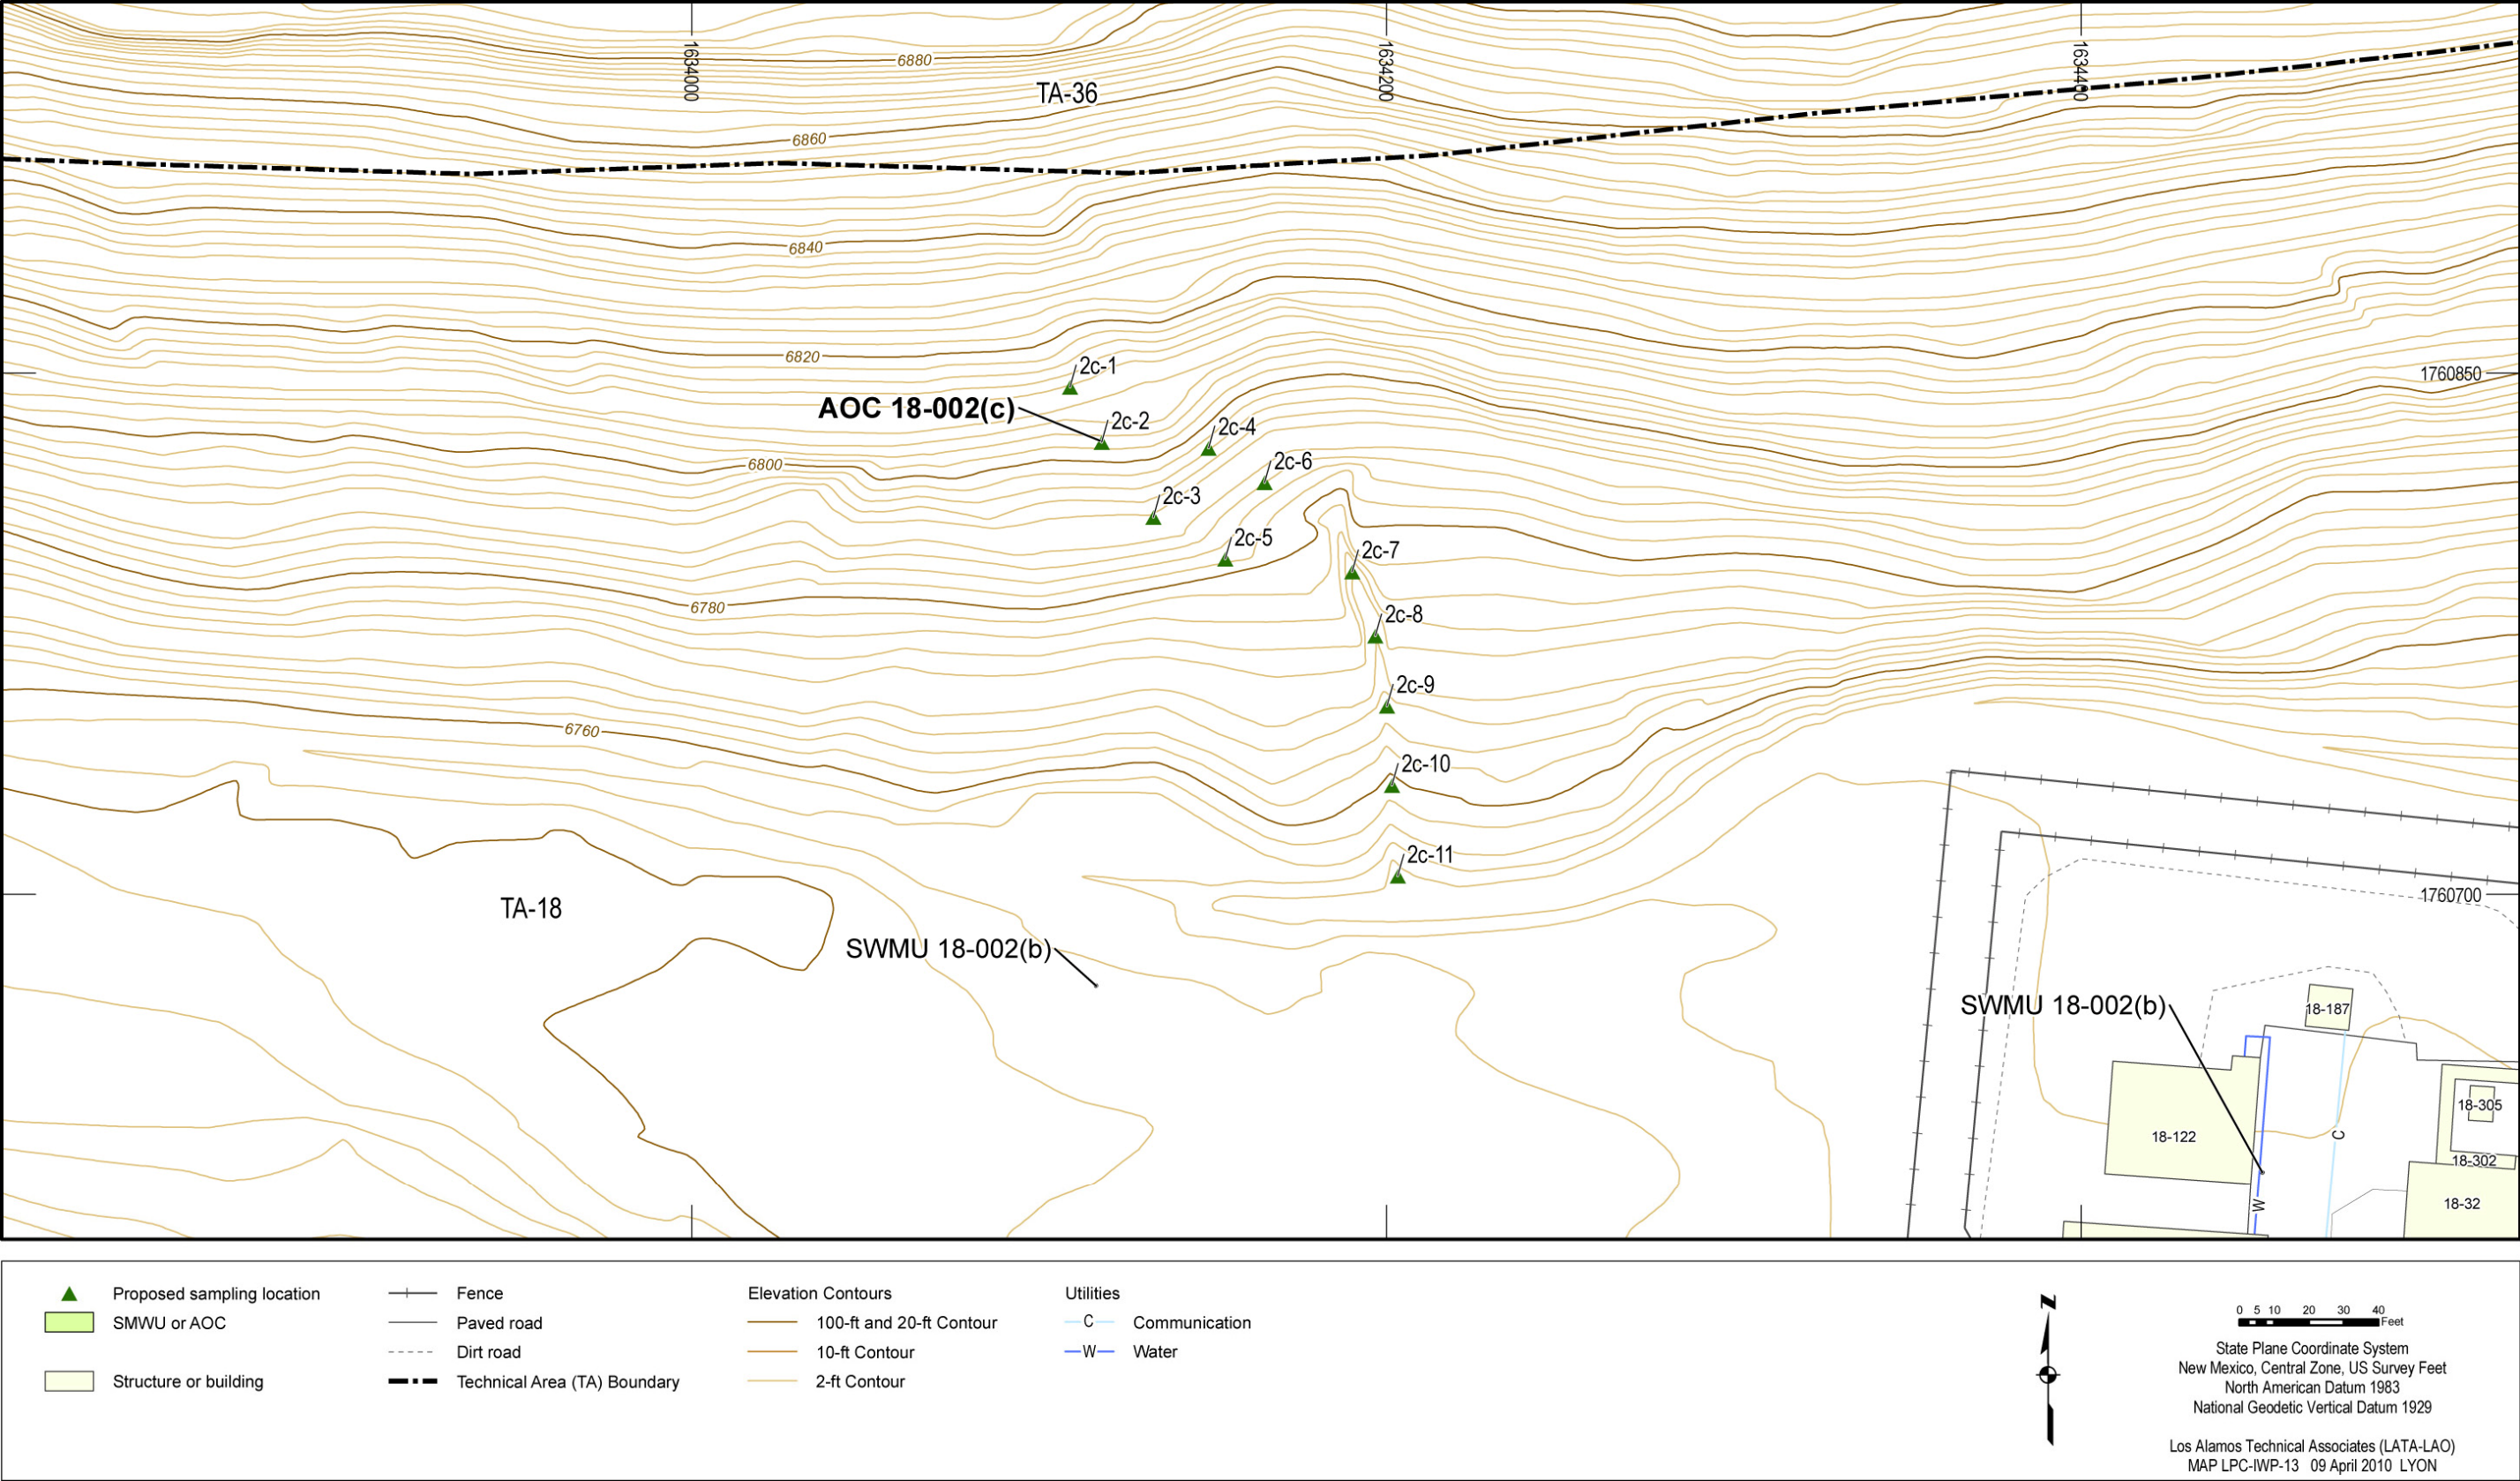 1634000
1634200
1634400
6880
TA-36
6860
6840
6820
2c-1
1760850
AOC 18-002(c)
2c-2
2c-4
6800
2c-6
2c-3
2c-5
2c-7
6780
2c-8
2c-9
6760
2c-10
2c-11
1760700
TA-18
SWMU 18-002(b)
SWMU 18-002(b)
18-187
18-305
C
18-122
18-302
W
18-32
Proposed sampling location
SMWU or AOC
Structure or building
Fence
Paved road
Dirt road
Technical Area (TA) Boundary
Elevation Contours
100-ft and 20-ft Contour
10-ft Contour
2-ft Contour
Utilities
C Communication
W Water
N
0 5 10 20 30 40
Feet
State Plane Coordinate System
New Mexico, Central Zone, US Survey Feet
North American Datum 1983
National Geodetic Vertical Datum 1929
Los Alamos Technical Associates (LATA-LAO)
MAP LPC-IWP-13 09 April 2010 LYON